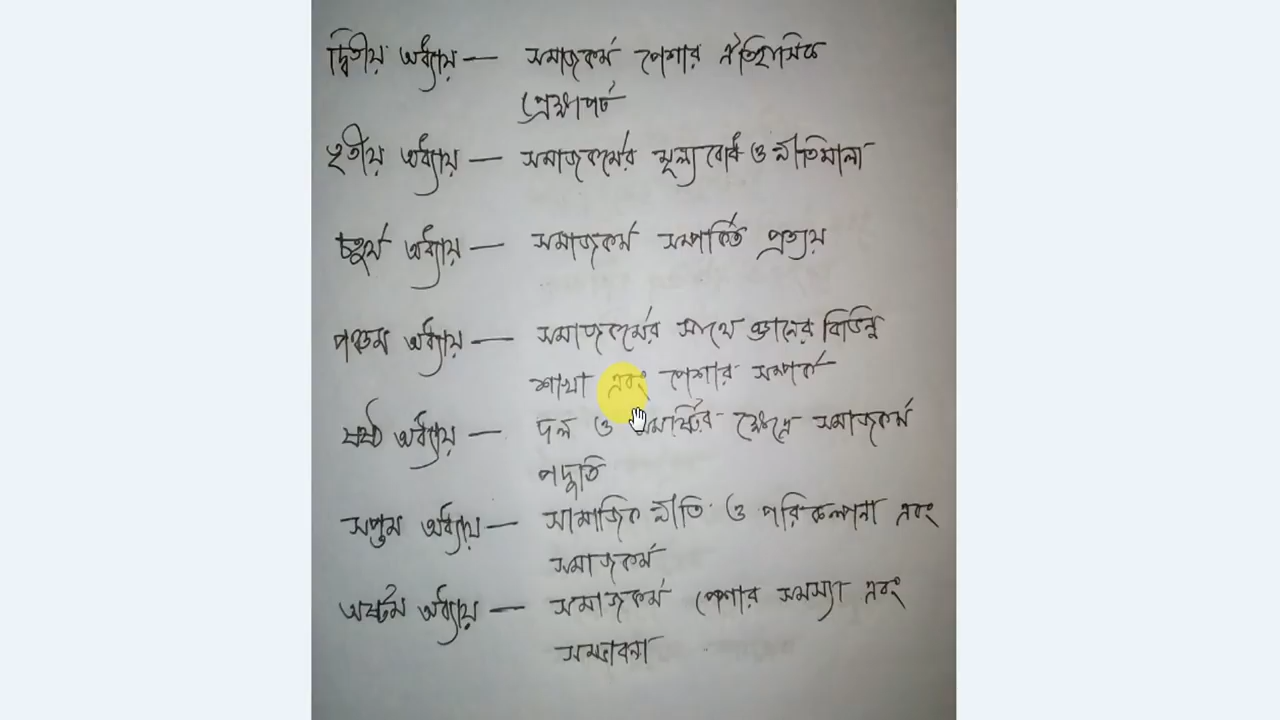 দ্বিতীয় অধ্যায় — সমাজকর্ম পেশার ঐতিহাসিক
প্রেক্ষাপট
তৃতীয় অধ্যায় — সমাজকর্মের মূল্যবোধ ও নীতিমালা
চতুর্থ অধ্যায় — সমাজকর্ম সম্পর্কিত প্রত্যয়
পঞ্চম অধ্যায় — সমাজকর্মের সাথে জ্ঞানের বিভিন্ন
শাখা এবং পেশার সম্পর্ক
ষষ্ঠ অধ্যায় — দল ও সমষ্টির ক্ষেত্রে সমাজকর্ম
পদ্ধতি
সপ্তম অধ্যায় — সামাজিক নীতি ও পরিকল্পনা এবং
সমাজকর্ম
অষ্টম অধ্যায় — সমাজকর্ম পেশার সমস্যা এবং
সম্ভাবনা